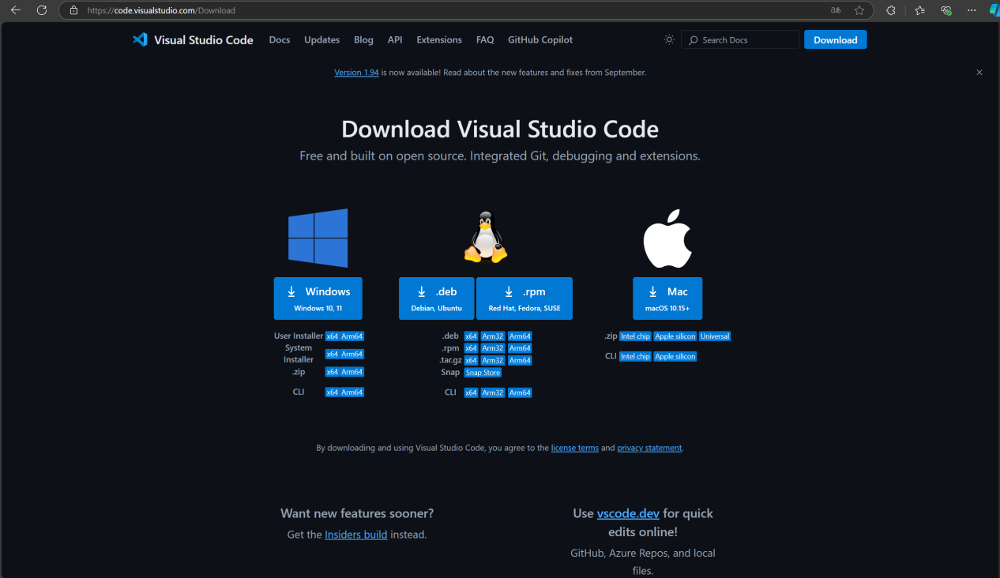 https://code.visualstudio.com/Download
Visual Studio Code Docs Updates Blog API Extensions FAQ GitHub Copilot Search Docs Download
Version 1.94 is now available! Read about the new features and fixes from September.
Download Visual Studio Code
Free and built on open source. Integrated Git, debugging and extensions.
Windows
Windows 10, 11
User Installer x64 Arm64
System
Installer x64 Arm64
.zip x64 Arm64
CLI x64 Arm64
.deb
Debian, Ubuntu
.rpm
Red Hat, Fedora, SUSE
.deb x64 Arm32 Arm64
.rpm x64 Arm32 Arm64
.tar.gz x64 Arm32 Arm64
Snap Snap Store
CLI x64 Arm32 Arm64
Mac
macOS 10.15+
.zip Intel chip Apple silicon Universal
CLI Intel chip Apple silicon
By downloading and using Visual Studio Code, you agree to the license terms and privacy statement.
Want new features sooner?
Get the Insiders build instead.
Use vscode.dev for quick
edits online!
GitHub, Azure Repos, and local
files.